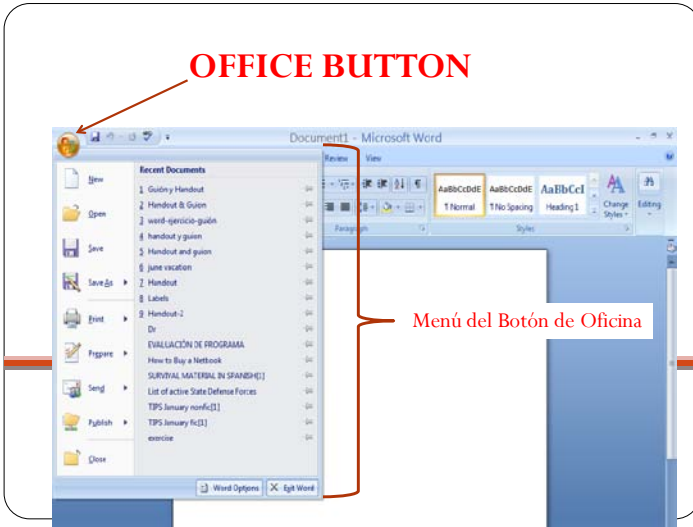 OFFICE BUTTON
Document1 - Microsoft Word
Review View
Recent Documents
New
Open
Save
Save As
Print
Prepare
Send
Publish
Close
1 Guión y Handout
2 Handout & Guion
3 word-ejercicio-guión
4 handout y guion
5 Handout and guion
6 june vacation
7 Handout
8 Labels
9 Handout-2
Dr
EVALUACIÓN DE PROGRAMA
How to Buy a Netbook
SURVIVAL MATERIAL IN SPANISH[1]
List of active State Defense Forces
TIPS January nonfic[1]
TIPS January fic[1]
exercise
Word Options
Exit Word
AaBbCcDdE AaBbCcDdE AaBbCcI
¶ Normal ¶ No Spacing Heading 1
Change Styles
Editing
Paragraph
Styles
Menú del Botón de Oficina